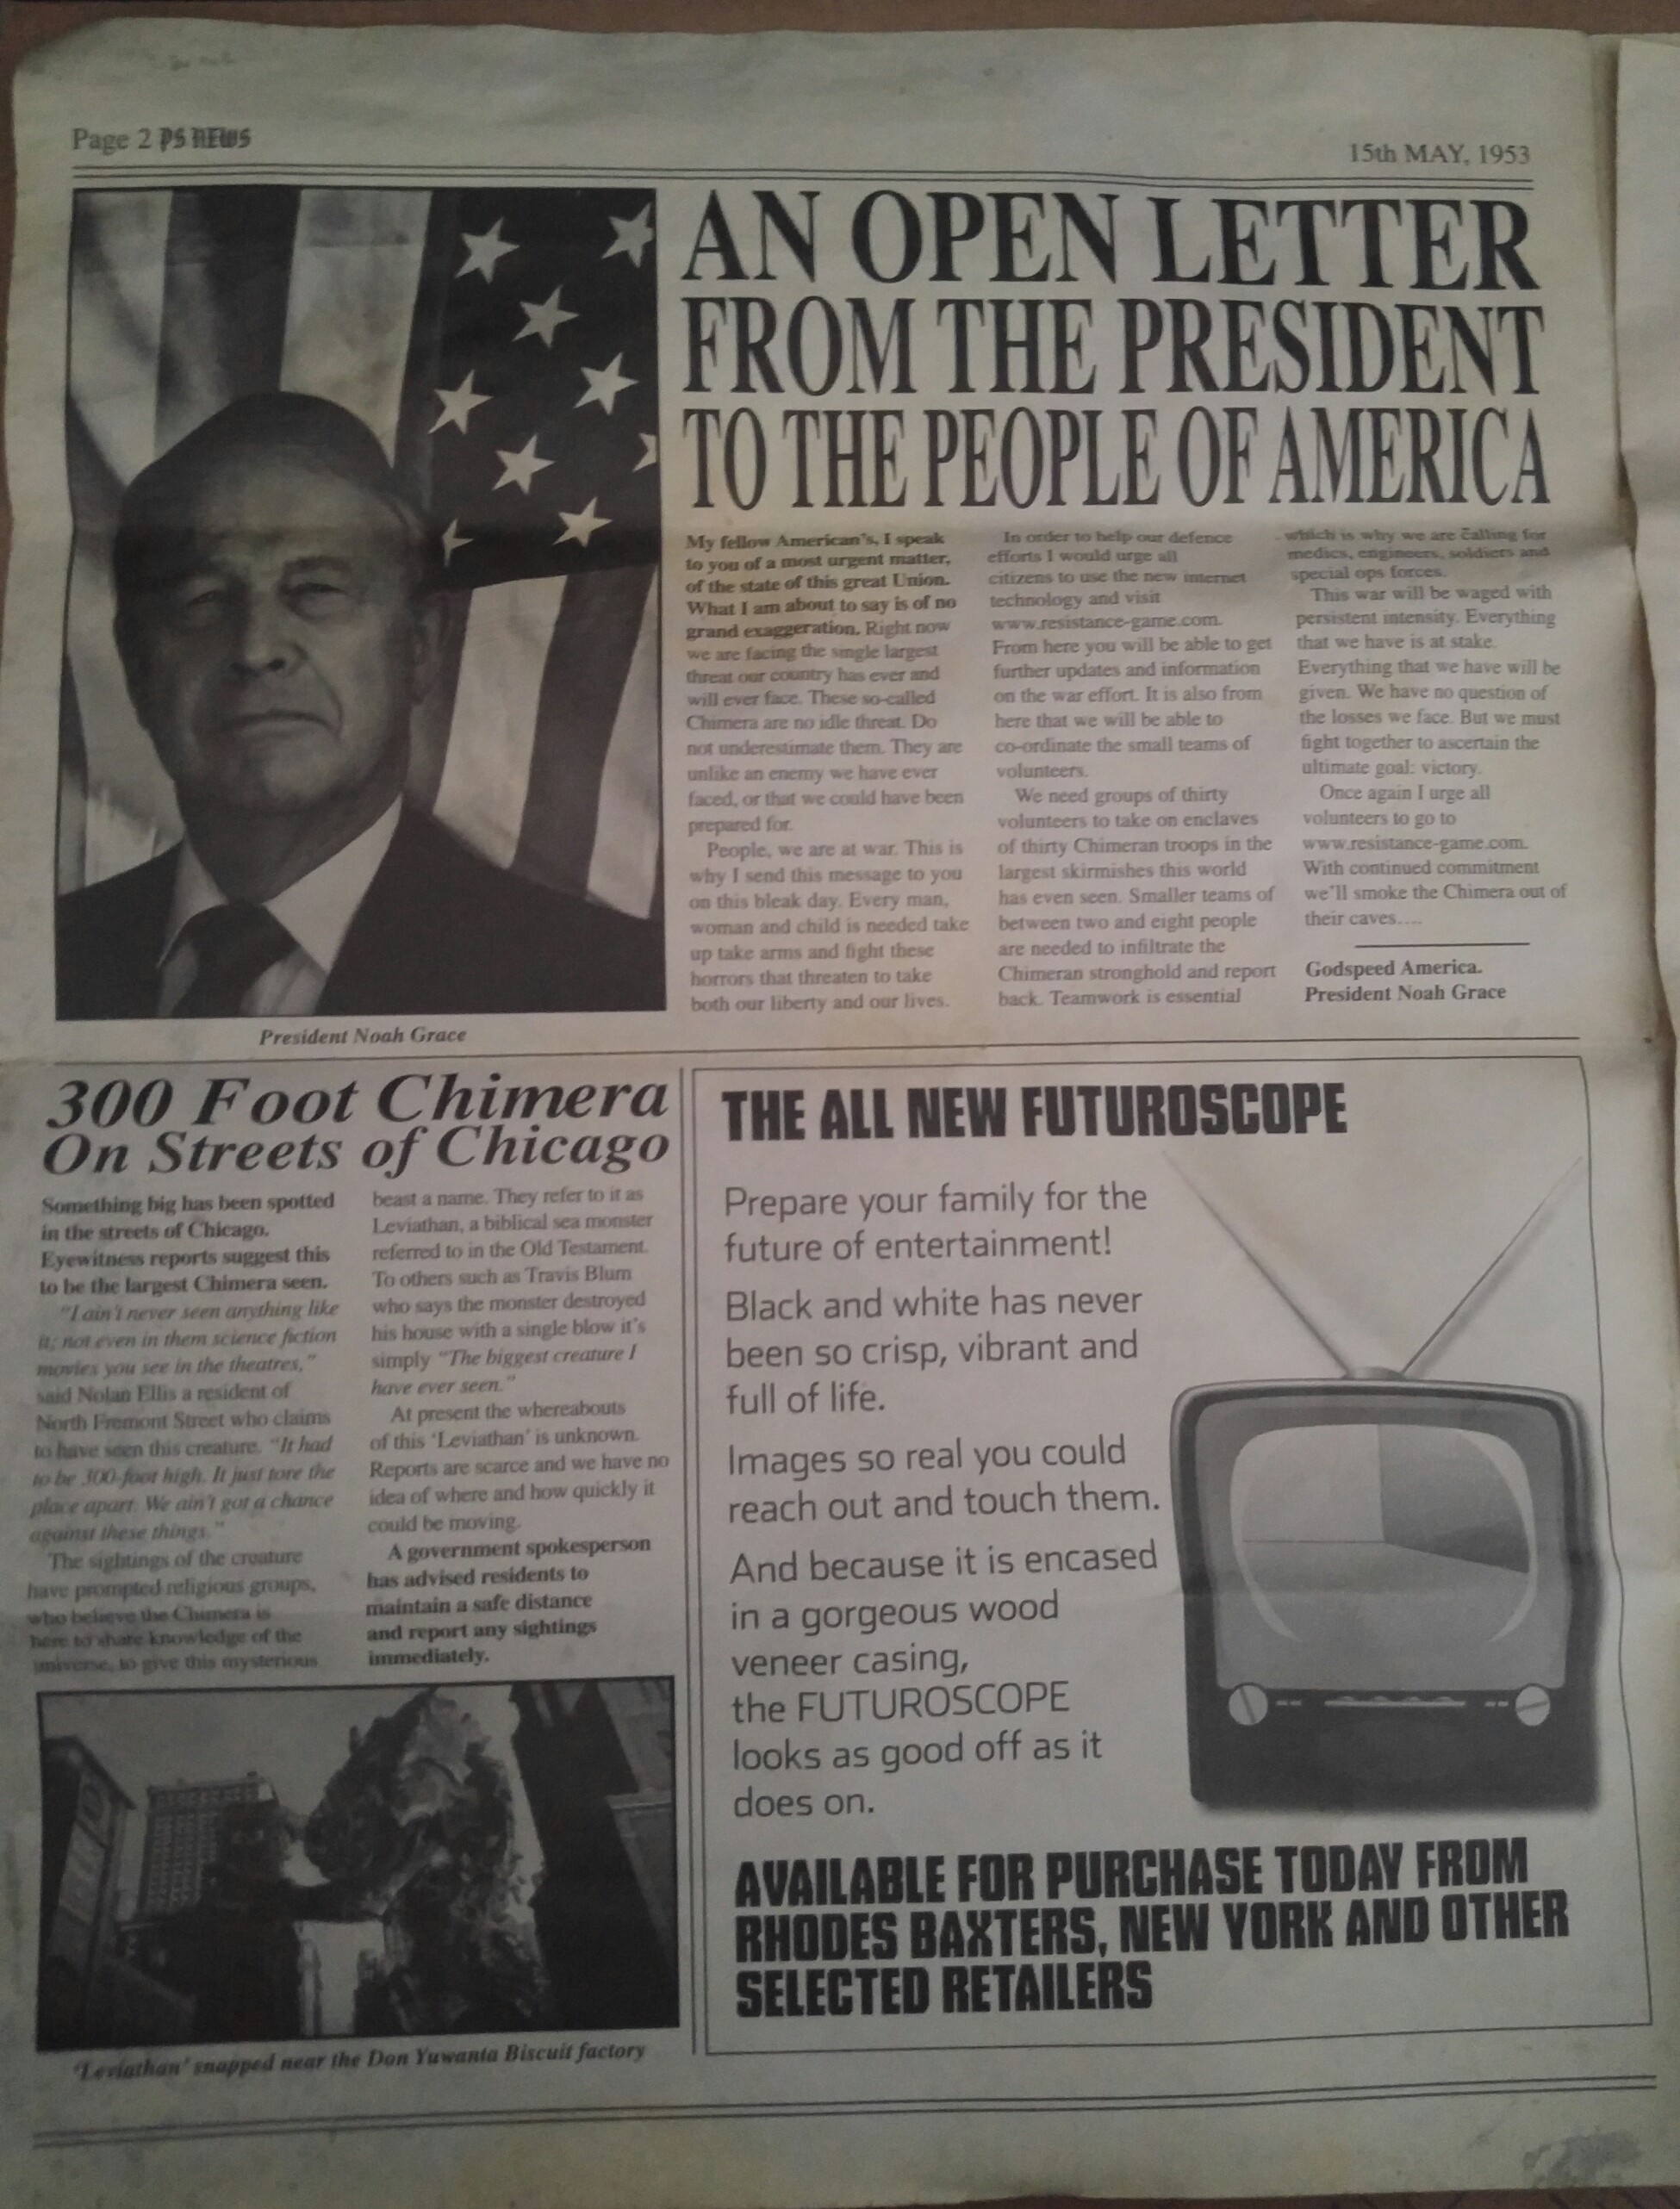 Page 2 PS NEWS
15th MAY, 1953
AN OPEN LETTER
FROM THE PRESIDENT
TO THE PEOPLE OF AMERICA
My fellow American's, I speak
to you of a most urgent matter,
of the state of this great Union.
What I am about to say is of no
grand exaggeration. Right now
we are facing the single largest
threat our country has ever and
will ever face. These so-called
Chimera are no idle threat. Do
not underestimate them. They are
unlike an enemy we have ever
faced, or that we could have been
prepared for.
People, we are at war. This is
why I send this message to you
on this bleak day. Every man,
woman and child is needed take
up take arms and fight these
horrors that threaten to take
both our liberty and our lives.
In order to help our defence
efforts I would urge all
citizens to use the new internet
technology and visit
www.resistance-game.com.
From here you will be able to get
further updates and information
on the war effort. It is also from
here that we will be able to
co-ordinate the small teams of
volunteers.
We need groups of thirty
volunteers to take on enclaves
of thirty Chimeran troops in the
largest skirmishes this world
has even seen. Smaller teams of
between two and eight people
are needed to infiltrate the
Chimeran stronghold and report
back. Teamwork is essential
which is why we are calling for
medics, engineers, soldiers and
special ops forces.
This war will be waged with
persistent intensity. Everything
that we have is at stake.
Everything that we have will be
given. We have no question of
the losses we face. But we must
fight together to ascertain the
ultimate goal: victory.
Once again I urge all
volunteers to go to
www.resistance-game.com.
With continued commitment
we'll smoke the Chimera out of
their caves....
Godspeed America.
President Noah Grace
President Noah Grace
300 Foot Chimera
On Streets of Chicago
Something big has been spotted
in the streets of Chicago.
Eyewitness reports suggest this
to be the largest Chimera seen.
"I ain't never seen anything like
it; not even in them science fiction
movies you see in the theatres,"
said Nolan Ellis a resident of
North Fremont Street who claims
to have seen this creature. "It had
to be 300-foot high. It just tore the
place apart. We ain't got a chance
against these things."
The sightings of the creature
have prompted religious groups,
who believe the Chimera is
here to share knowledge of the
universe, to give this mysterious
beast a name. They refer to it as
Leviathan, a biblical sea monster
referred to in the Old Testament.
To others such as Travis Blum
who says the monster destroyed
his house with a single blow it's
simply "The biggest creature I
have ever seen."
At present the whereabouts
of this 'Leviathan' is unknown.
Reports are scarce and we have no
idea of where and how quickly it
could be moving.
A government spokesperson
has advised residents to
maintain a safe distance
and report any sightings
immediately.
'Leviathan' snapped near the Don Yuwanta Biscuit factory
THE ALL NEW FUTUROSCOPE
Prepare your family for the
future of entertainment!
Black and white has never
been so crisp, vibrant and
full of life.
Images so real you could
reach out and touch them.
And because it is encased
in a gorgeous wood
veneer casing,
the FUTUROSCOPE
looks as good off as it
does on.
AVAILABLE FOR PURCHASE TODAY FROM
RHODES BAXTERS, NEW YORK AND OTHER
SELECTED RETAILERS